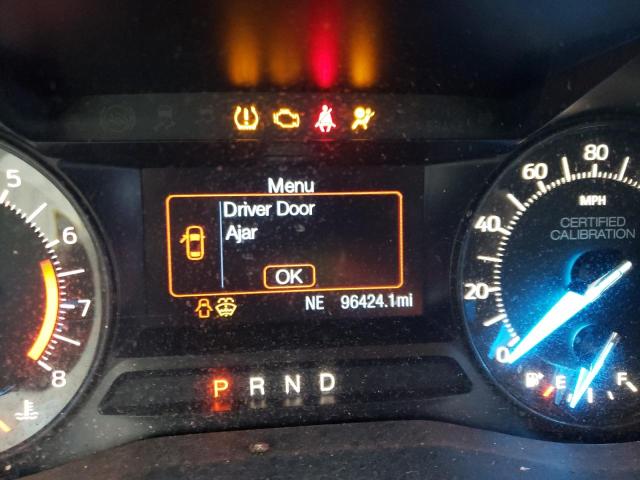 5
6
7
8
Menu
Driver Door
Ajar
OK
NE 96424.1mi
P R N D
80
60
40
20
0
MPH
CERTIFIED
CALIBRATION
E F